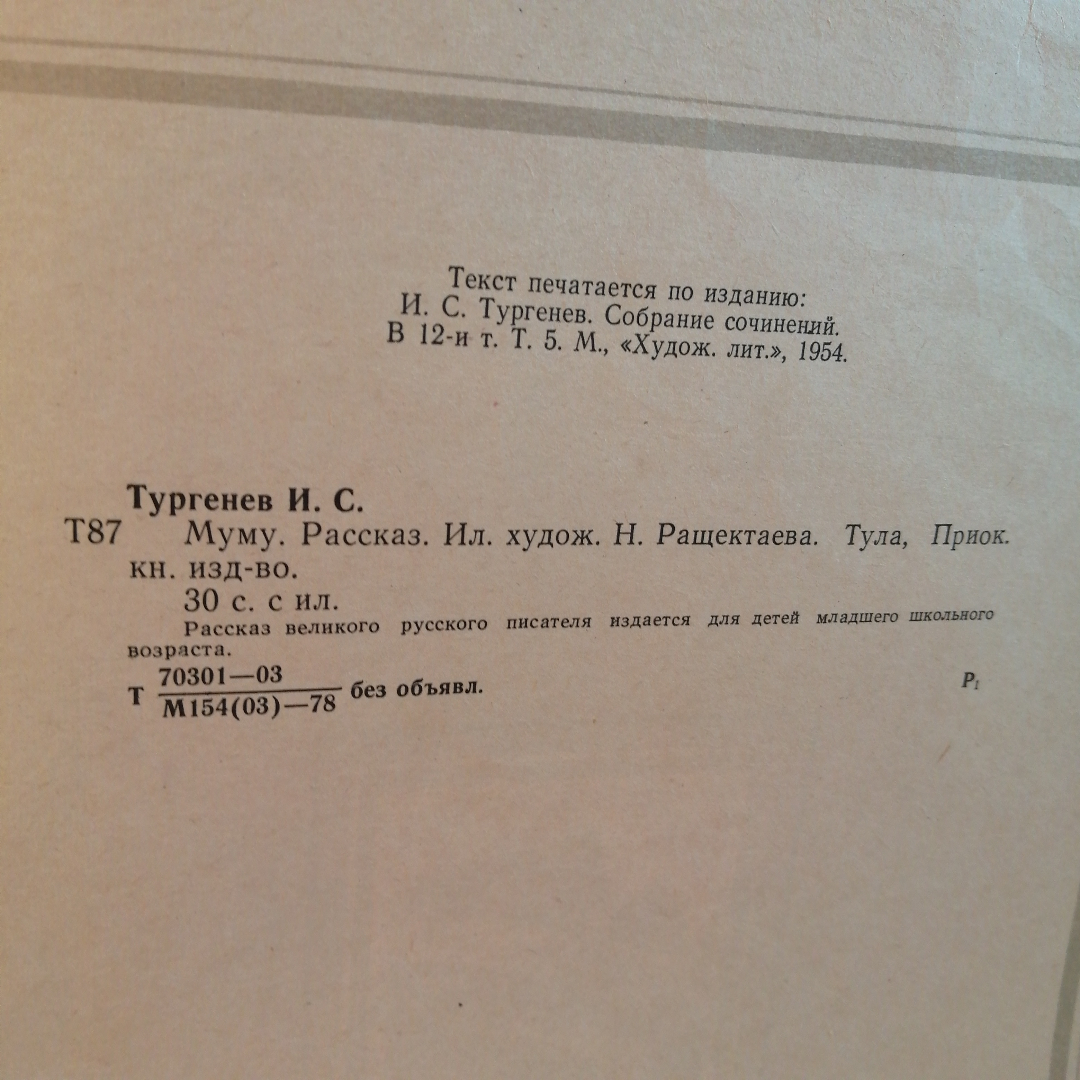 Текст печатается по изданию:
И. С. Тургенев. Собрание сочинений.
В 12-и т. Т. 5. М., «Худож. лит.», 1954.
Тургенев И. С.
Т87 Муму. Рассказ. Ил. худож. Н. Ращектаева. Тула, Приок.
кн. изд-во.
30 с. с ил.
Рассказ великого русского писателя издается для детей младшего школьного
возраста.
70301—03
Т М154(03)—78 без объявл. Р₁